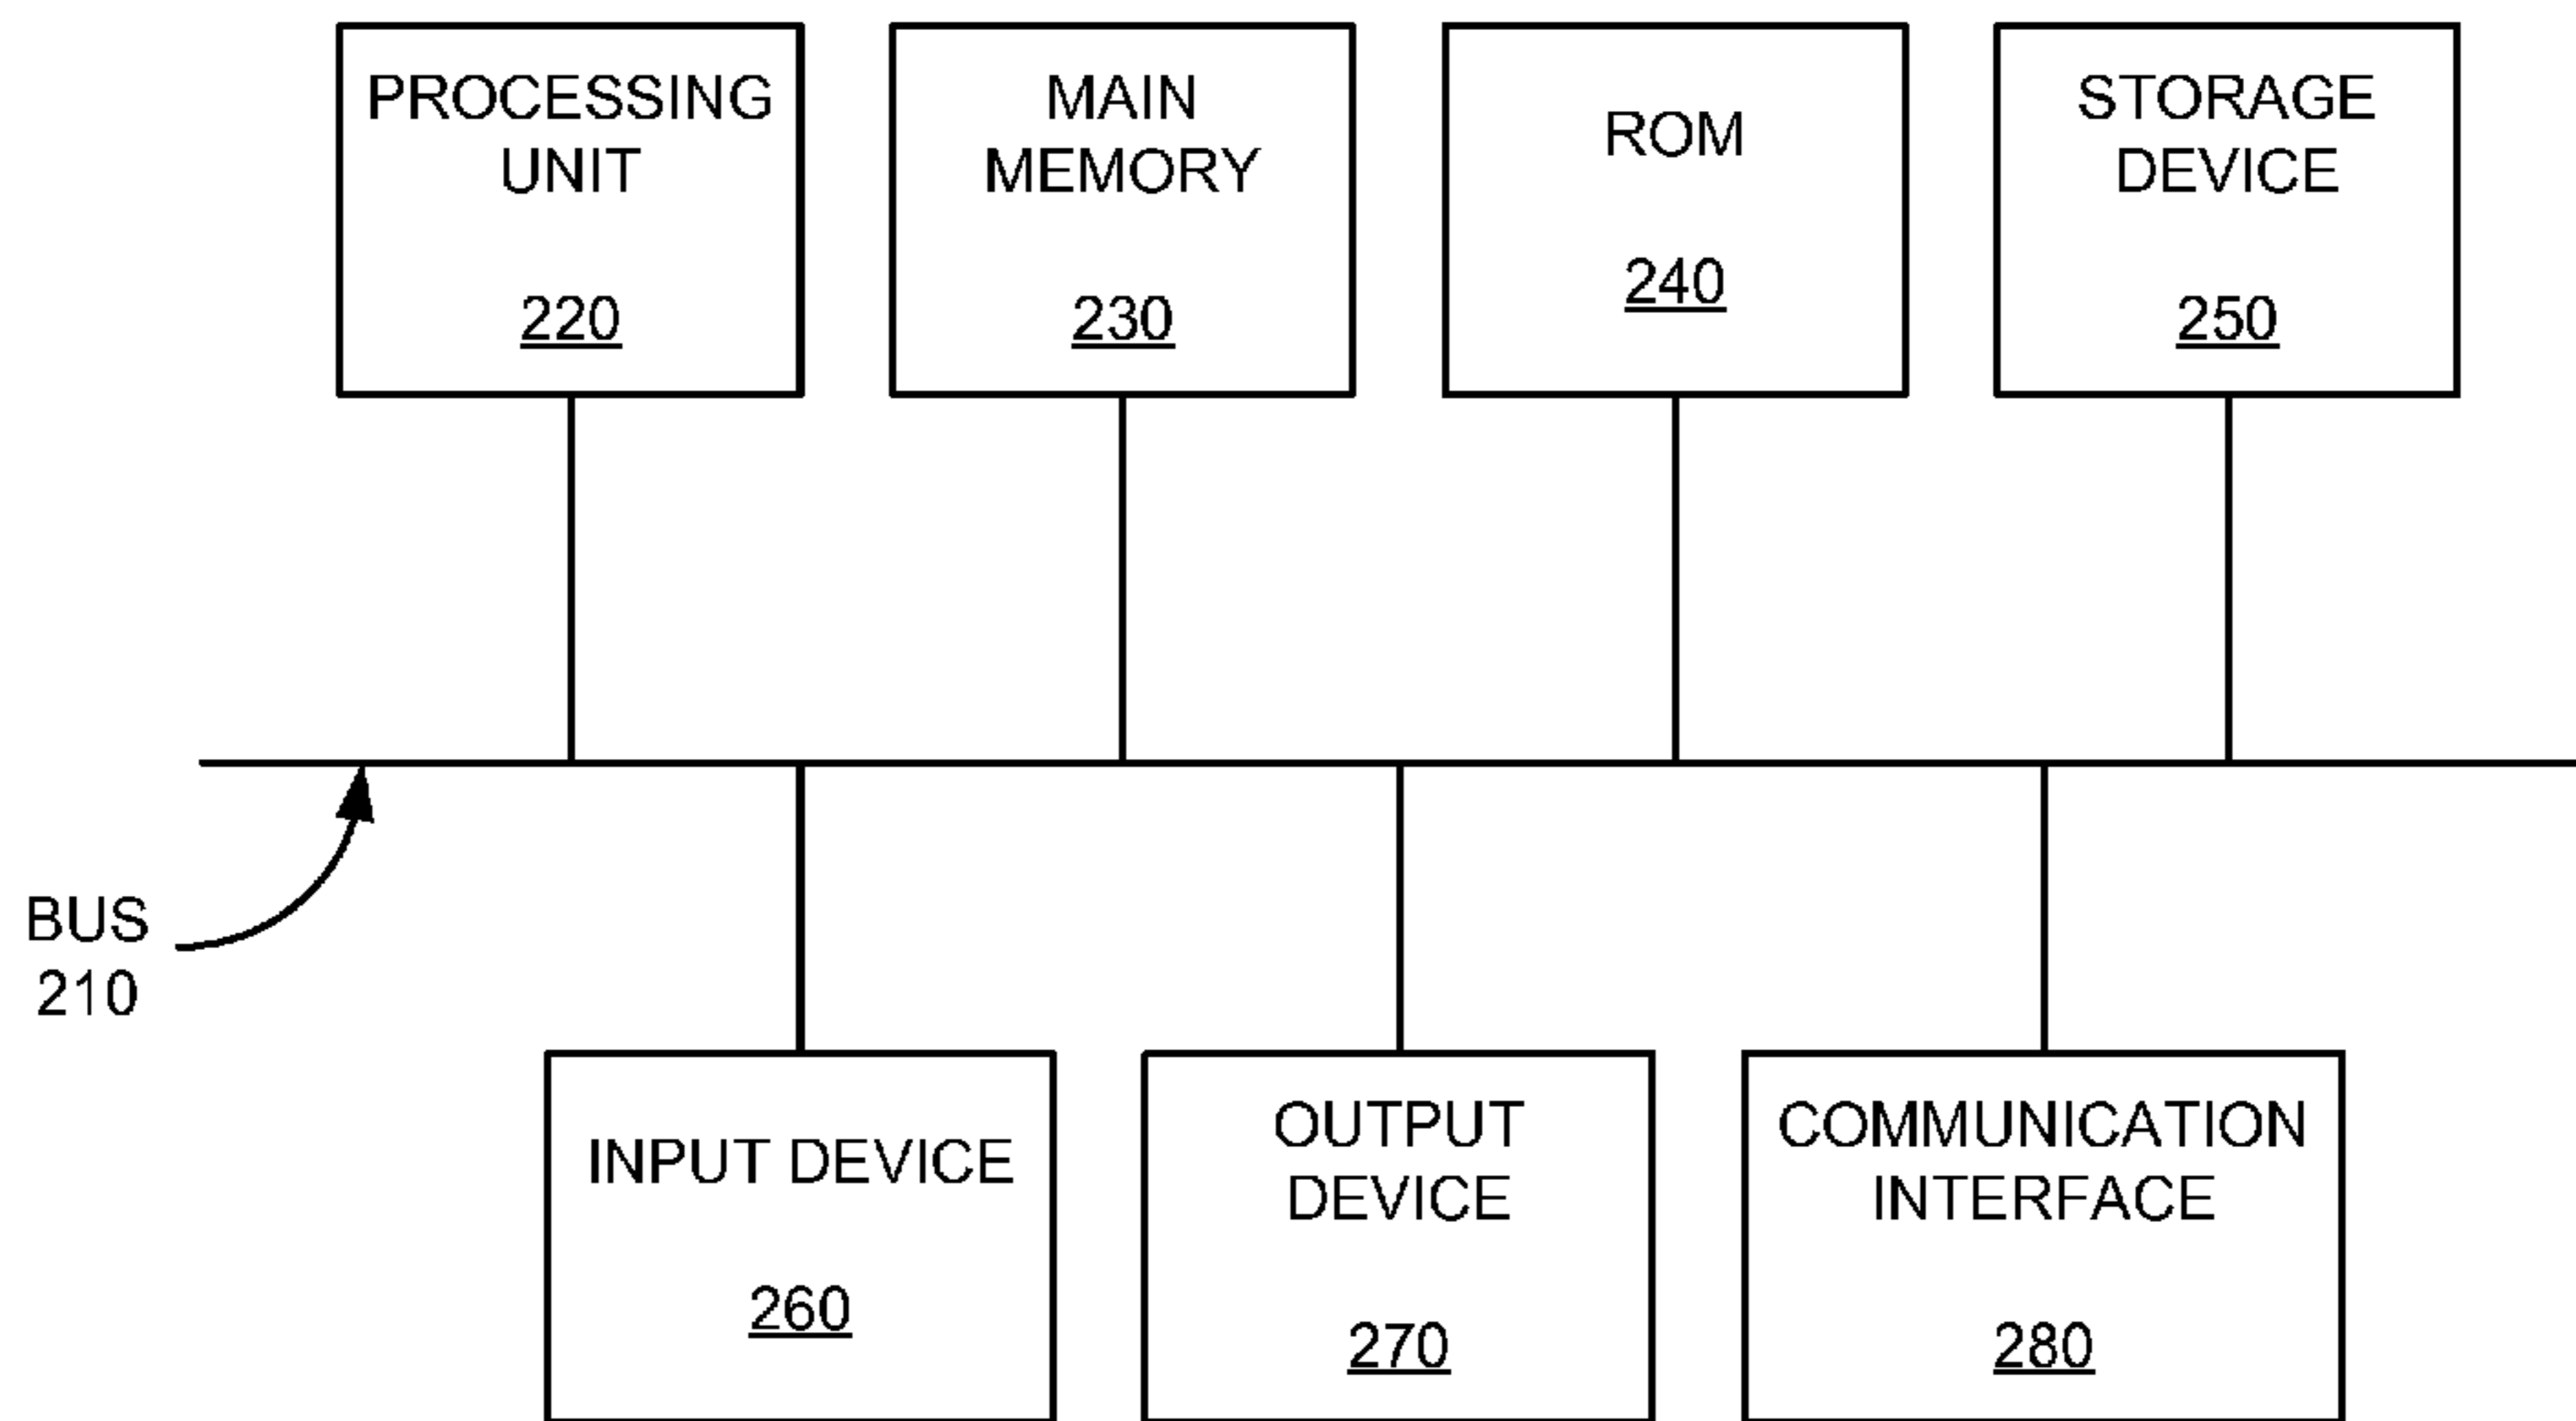 PROCESSING
UNIT
220
MAIN
MEMORY
230
ROM
240
STORAGE
DEVICE
250
BUS
210
INPUT DEVICE
260
OUTPUT
DEVICE
270
COMMUNICATION
INTERFACE
280